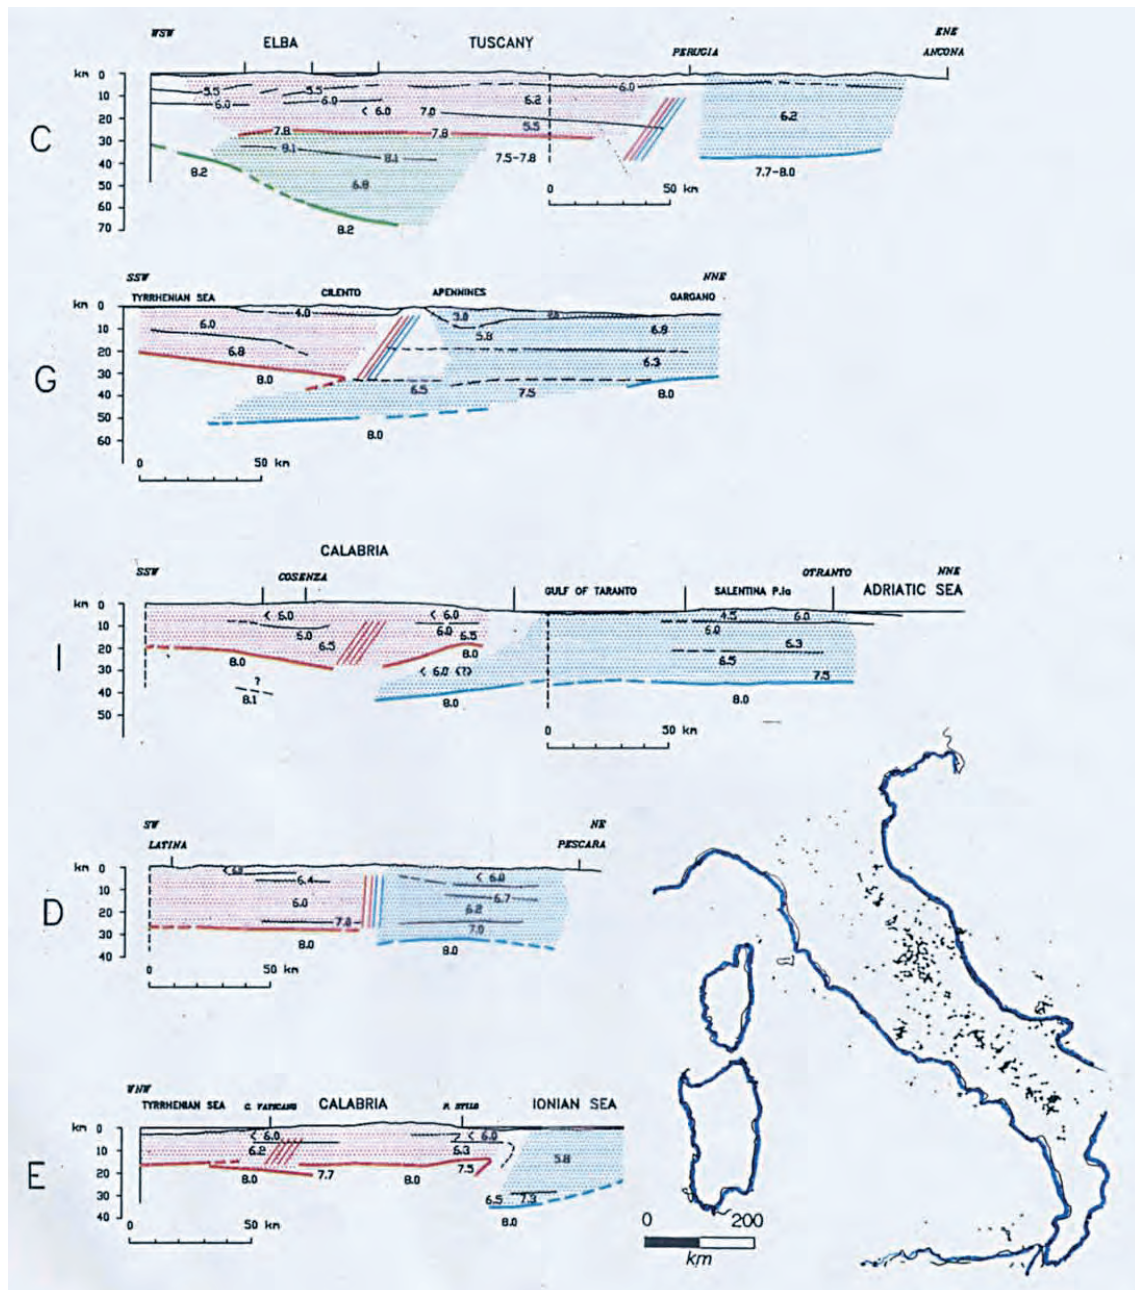 WSW ELBA TUSCANY PERUGIA ENE ANCONA
km 0
10
20
30
40
50
60
70
C
5.5 5.5 6.0
6.0 6.0 < 6.0 7.0 6.2 6.2
5.5
7.8 7.8
8.1 8.1 7.5-7.8 7.7-8.0
8.2 6.8
8.2
0 50 km
SSW NNE
TYRRHENIAN SEA CILENTO APENNINES GARGANO
km 0
10
20
30
40
50
60
G
4.0 3.0
6.0 5.8 6.8
6.8 6.3
8.0 6.5 7.5 8.0
8.0
0 50 km
CALABRIA
SSW COSENZA GULF OF TARANTO SALENTINA P.la OTRANTO NNE ADRIATIC SEA
km 0
10
20
30
40
50
I
< 6.0 < 6.0 4.5 6.0
6.0 6.0 6.0
6.5 6.5 6.3
8.0 8.0 6.5
< 6.0 (?) 7.5
?
8.1 8.0 8.0
0 50 km
SW NE
LATINA PESCARA
km 0
10
20
30
40
D
6.4 < 6.0
6.0 6.7
6.2
7.8 7.0
8.0 8.0
0 50 km
WNW
TYRRHENIAN SEA C. VATICANO CALABRIA P. STILO IONIAN SEA
km 0
10
20
30
40
E
< 6.0 < 6.0
6.2 6.3 5.8
8.0 7.7 8.0 7.5
6.5 7.3
8.0
0 50 km
0 200
km